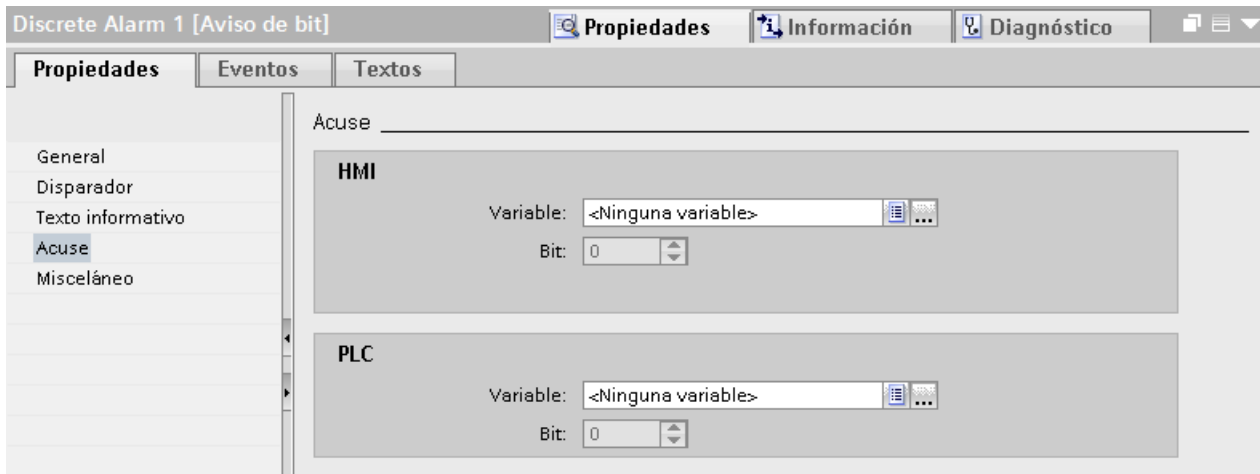 Discrete Alarm 1 [Aviso de bit]
Propiedades Información Diagnóstico
Propiedades Eventos Textos
General
Disparador
Texto informativo
Acuse
Misceláneo
Acuse
HMI
Variable: <Ninguna variable>
Bit: 0
PLC
Variable: <Ninguna variable>
Bit: 0